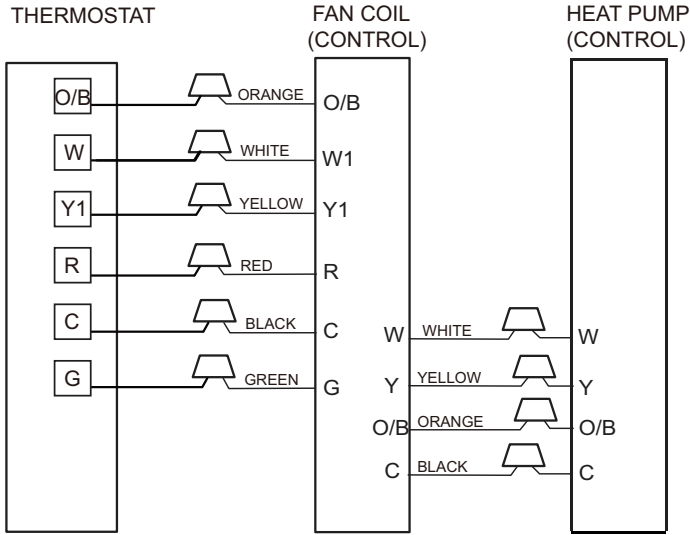 THERMOSTAT
FAN COIL
(CONTROL)
HEAT PUMP
(CONTROL)
O/B ORANGE O/B
W WHITE W1
Y1 YELLOW Y1
R RED R
C BLACK C
W WHITE W
G GREEN G
Y YELLOW Y
O/B ORANGE O/B
C BLACK C